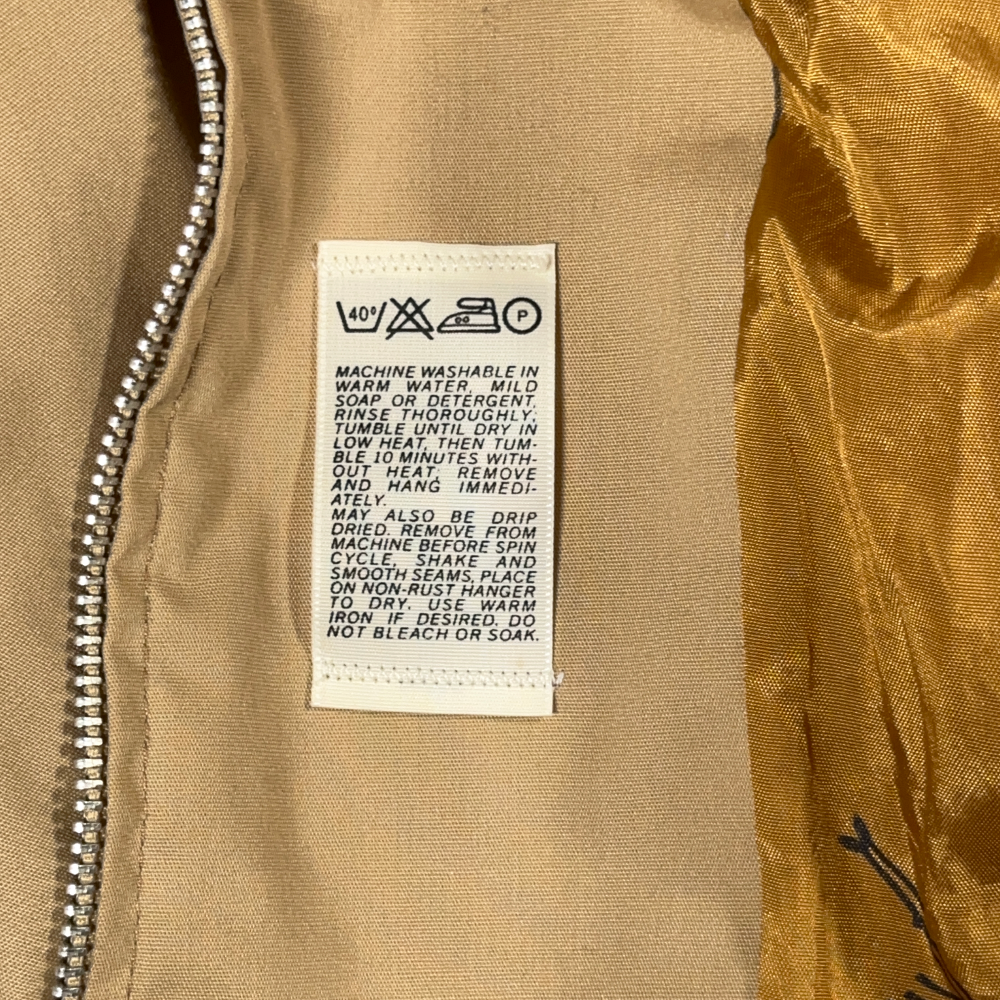 40°
P
MACHINE WASHABLE IN
WARM WATER, MILD
SOAP OR DETERGENT,
RINSE THOROUGHLY;
TUMBLE UNTIL DRY IN
LOW HEAT, THEN TUM-
BLE 10 MINUTES WITH-
OUT HEAT; REMOVE
AND HANG IMMEDI-
ATELY.
MAY ALSO BE DRIP
DRIED. REMOVE FROM
MACHINE BEFORE SPIN
CYCLE, SHAKE AND
SMOOTH SEAMS, PLACE
ON NON-RUST HANGER
TO DRY. USE WARM
IRON IF DESIRED. DO
NOT BLEACH OR SOAK.